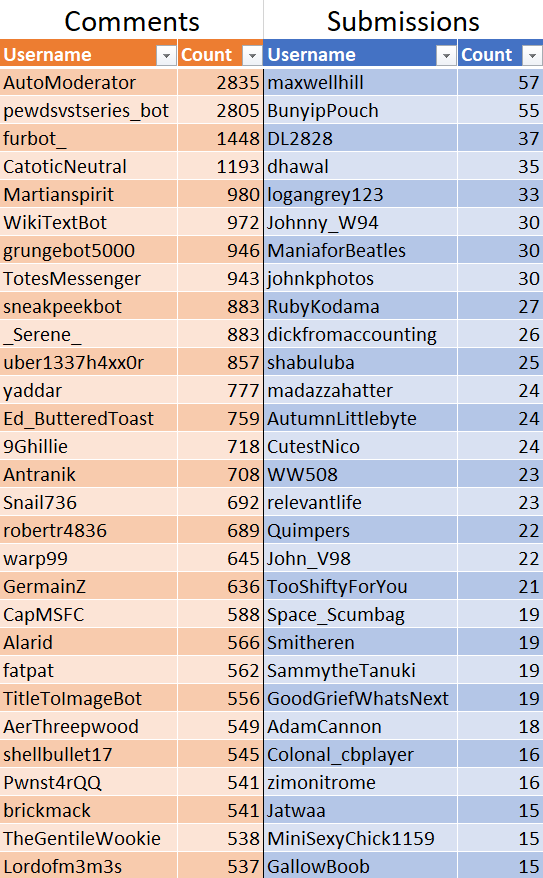 Comments Submissions
Username Count Username Count
AutoModerator 2835 maxwellhill 57
pewdsvstseries_bot 2805 BunyipPouch 55
furbot_ 1448 DL2828 37
CatoticNeutral 1193 dhawal 35
Martianspirit 980 logangrey123 33
WikiTextBot 972 Johnny_W94 30
grungebot5000 946 ManiaforBeatles 30
TotesMessenger 943 johnkphotos 30
sneakpeekbot 883 RubyKodama 27
_Serene_ 883 dickfromaccounting 26
uber1337h4xx0r 857 shabuluba 25
yaddar 777 madazzahatter 24
Ed_ButteredToast 759 AutumnLittlebyte 24
9Ghillie 718 CutestNico 24
Antranik 708 WW508 23
Snail736 692 relevantlife 23
robertr4836 689 Quimpers 22
warp99 645 John_V98 22
GermainZ 636 TooShiftyForYou 21
CapMSFC 588 Space_Scumbag 19
Alarid 566 Smitheren 19
fatpat 562 SammytheTanuki 19
TitleToImageBot 556 GoodGriefWhatsNext 19
AerThreepwood 549 AdamCannon 18
shellbullet17 545 Colonal_cbplayer 16
Pwnst4rQQ 541 zimonitrome 16
brickmack 541 Jatwaa 15
TheGentileWookie 538 MiniSexyChick1159 15
Lordofm3m3s 537 GallowBoob 15